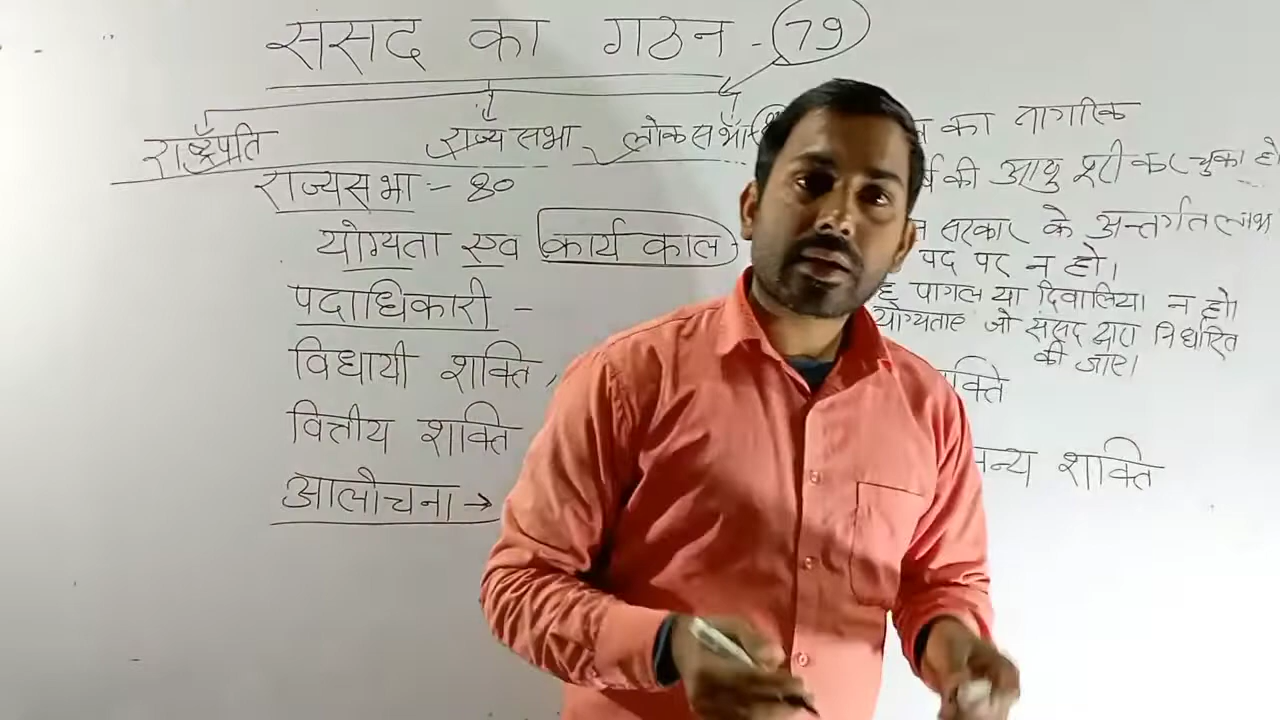 संसद का गठन - 79
राष्ट्रपति राज्यसभा लोकसभा
राज्यसभा :- 80
योग्यता एव कार्य काल
पदाधिकारी -
विधायी शक्ति,
वित्तीय शक्ति
आलोचना →
का नागरिक
की आयु पूरी कर चुका हो
सरकार के अन्तर्गत लाभ
पद पर न हो।
पागल या दिवालिया न हो।
योग्यताए जो संसद द्वारा निर्धारित
की जाए।
शक्ति
शक्ति